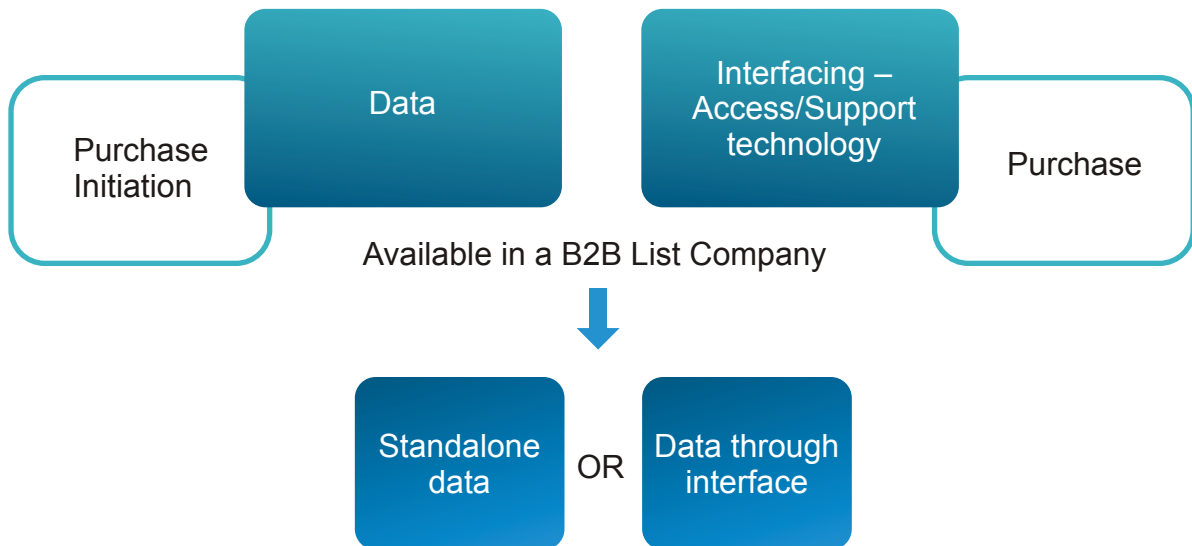 Purchase
Initiation
Data
Interfacing –
Access/Support
technology
Purchase
Available in a B2B List Company
Standalone
data
OR
Data through
interface